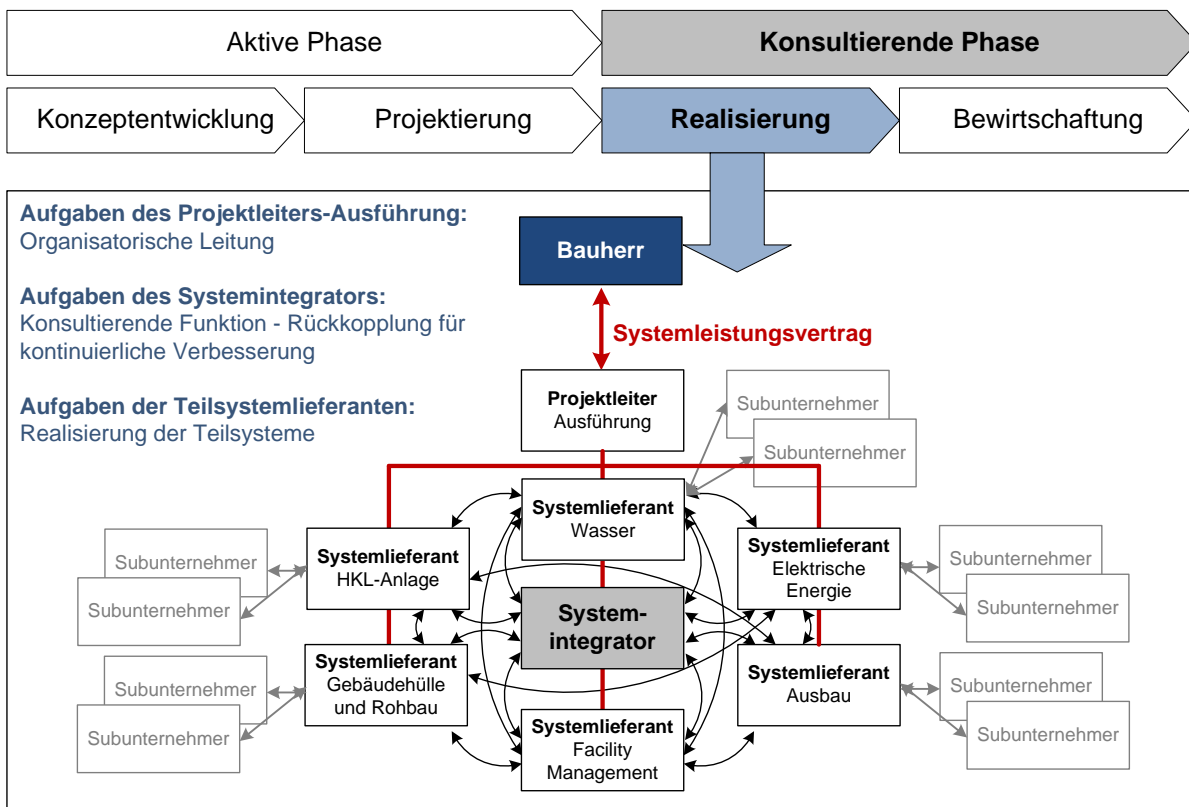 Aktive Phase
Konsultierende Phase
Konzeptentwicklung
Projektierung
Realisierung
Bewirtschaftung
Aufgaben des Projektleiters-Ausführung:
Organisatorische Leitung
Aufgaben des Systemintegrators:
Konsultierende Funktion - Rückkopplung für
kontinuierliche Verbesserung
Aufgaben der Teilsystemlieferanten:
Realisierung der Teilsysteme
Bauherr
Systemleistungsvertrag
Projektleiter
Ausführung
Subunternehmer
Subunternehmer
Systemlieferant
Wasser
Subunternehmer
Subunternehmer
Systemlieferant
HKL-Anlage
Systemlieferant
Elektrische
Energie
Subunternehmer
Subunternehmer
System-
integrator
Subunternehmer
Subunternehmer
Systemlieferant
Gebäudehülle
und Rohbau
Systemlieferant
Facility
Management
Systemlieferant
Ausbau
Subunternehmer
Subunternehmer